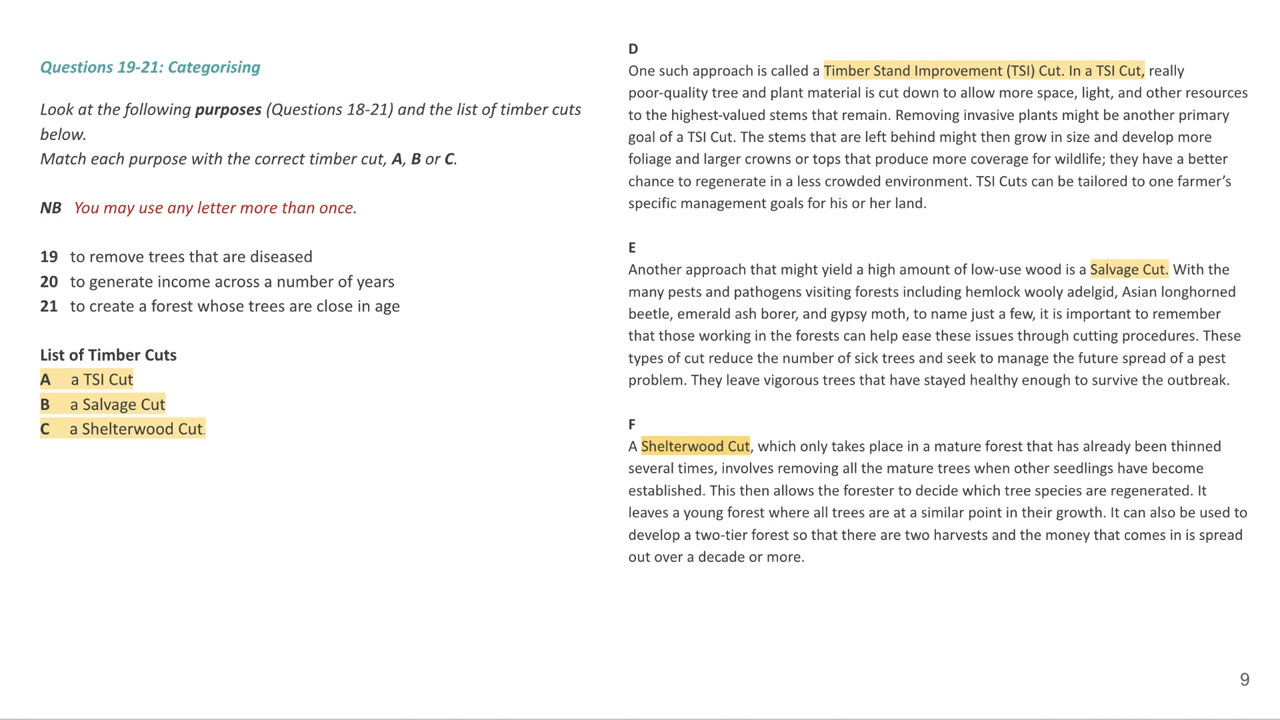 Questions 19-21: Categorising
Look at the following purposes (Questions 18-21) and the list of timber cuts
below.
Match each purpose with the correct timber cut, A, B or C.
NB You may use any letter more than once.
19 to remove trees that are diseased
20 to generate income across a number of years
21 to create a forest whose trees are close in age
List of Timber Cuts
A a TSI Cut
B a Salvage Cut
C a Shelterwood Cut.
D
One such approach is called a Timber Stand Improvement (TSI) Cut. In a TSI Cut, really
poor-quality tree and plant material is cut down to allow more space, light, and other resources
to the highest-valued stems that remain. Removing invasive plants might be another primary
goal of a TSI Cut. The stems that are left behind might then grow in size and develop more
foliage and larger crowns or tops that produce more coverage for wildlife; they have a better
chance to regenerate in a less crowded environment. TSI Cuts can be tailored to one farmer’s
specific management goals for his or her land.
E
Another approach that might yield a high amount of low-use wood is a Salvage Cut. With the
many pests and pathogens visiting forests including hemlock wooly adelgid, Asian longhorned
beetle, emerald ash borer, and gypsy moth, to name just a few, it is important to remember
that those working in the forests can help ease these issues through cutting procedures. These
types of cut reduce the number of sick trees and seek to manage the future spread of a pest
problem. They leave vigorous trees that have stayed healthy enough to survive the outbreak.
F
A Shelterwood Cut, which only takes place in a mature forest that has already been thinned
several times, involves removing all the mature trees when other seedlings have become
established. This then allows the forester to decide which tree species are regenerated. It
leaves a young forest where all trees are at a similar point in their growth. It can also be used to
develop a two-tier forest so that there are two harvests and the money that comes in is spread
out over a decade or more.
9